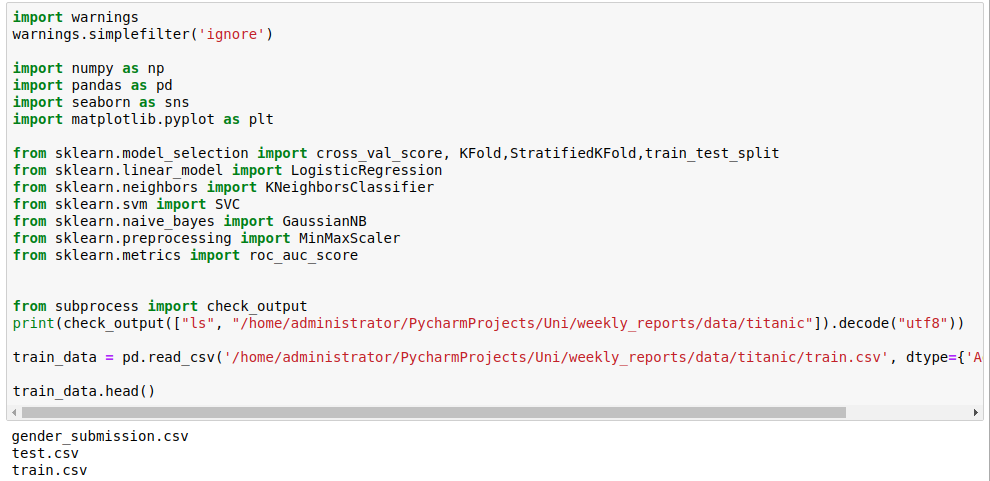 import warnings
warnings.simplefilter('ignore')
import numpy as np
import pandas as pd
import seaborn as sns
import matplotlib.pyplot as plt
from sklearn.model_selection import cross_val_score, KFold,StratifiedKFold,train_test_split
from sklearn.linear_model import LogisticRegression
from sklearn.neighbors import KNeighborsClassifier
from sklearn.svm import SVC
from sklearn.naive_bayes import GaussianNB
from sklearn.preprocessing import MinMaxScaler
from sklearn.metrics import roc_auc_score
from subprocess import check_output
print(check_output(["ls", "/home/administrator/PycharmProjects/Uni/weekly_reports/data/titanic"]).decode("utf8"))
train_data = pd.read_csv('/home/administrator/PycharmProjects/Uni/weekly_reports/data/titanic/train.csv', dtype={'A
train_data.head()
gender_submission.csv
test.csv
train.csv